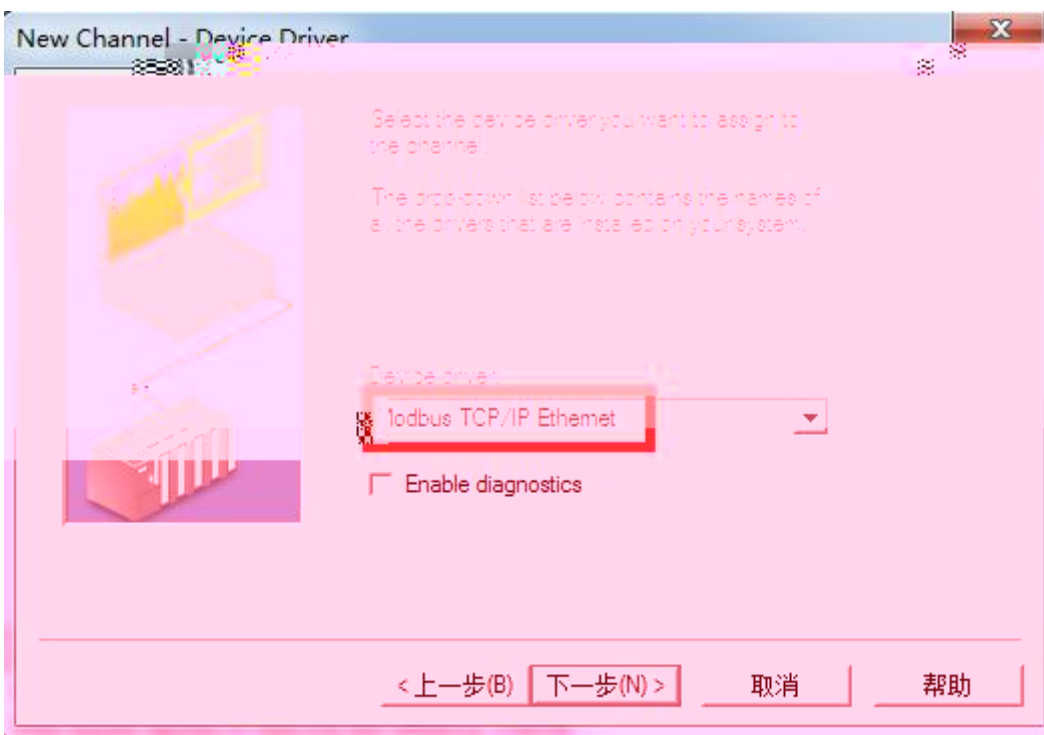 New Channel - Device Driver
Select the device driver you want to assign to
the channel.
The drop-down list below contains the names of
all the drivers that are installed on your system.
Device driver:
Modbus TCP/IP Ethernet
Enable diagnostics
< 上一步(B) 下一步(N) > 取消 帮助